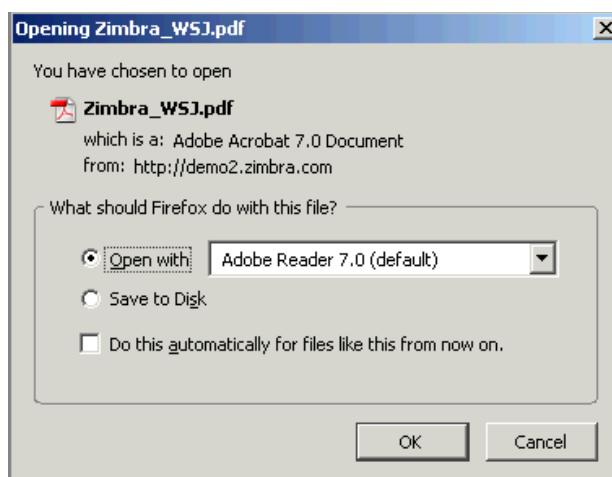 Opening Zimbra_WSJ.pdf
You have chosen to open
Zimbra_WSJ.pdf
which is a: Adobe Acrobat 7.0 Document
from: http://demo2.zimbra.com
What should Firefox do with this file?
Open with Adobe Reader 7.0 (default)
Save to Disk
Do this automatically for files like this from now on.
OK Cancel